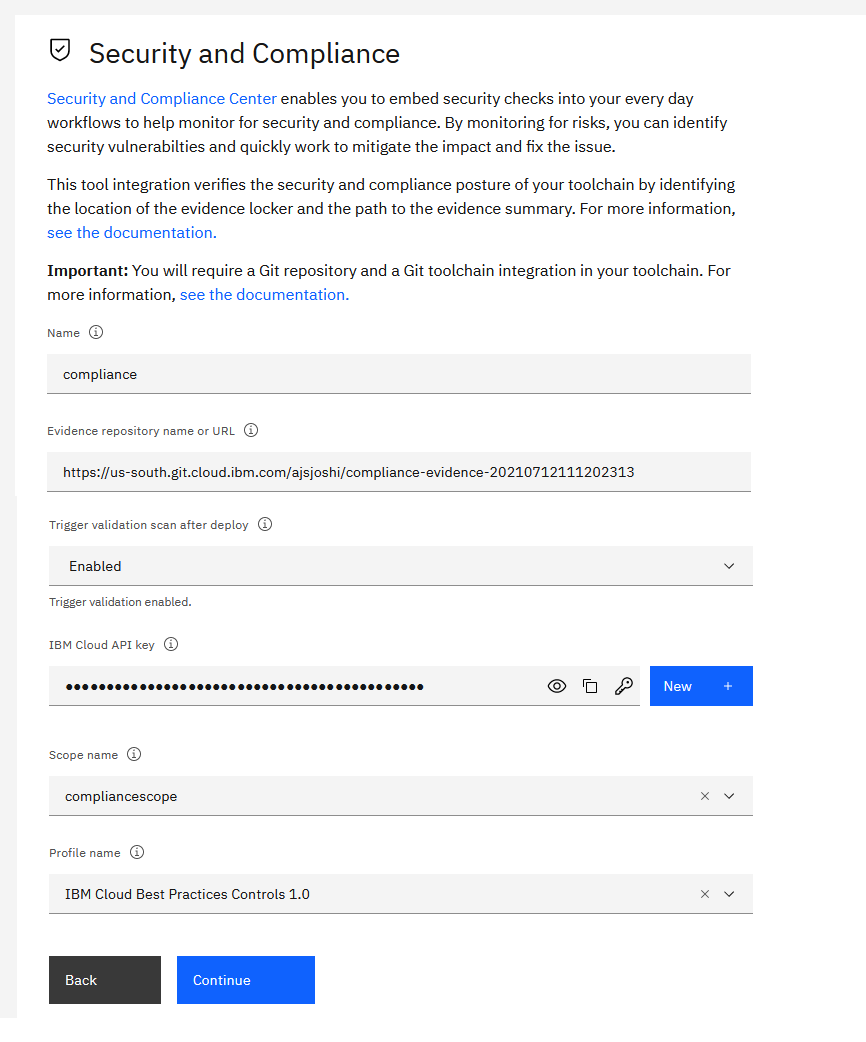 Security and Compliance
Security and Compliance Center enables you to embed security checks into your every day
workflows to help monitor for security and compliance. By monitoring for risks, you can identify
security vulnerabilties and quickly work to mitigate the impact and fix the issue.
This tool integration verifies the security and compliance posture of your toolchain by identifying
the location of the evidence locker and the path to the evidence summary. For more information,
see the documentation.
Important: You will require a Git repository and a Git toolchain integration in your toolchain. For
more information, see the documentation.
Name
compliance
Evidence repository name or URL
https://us-south.git.cloud.ibm.com/ajsjoshi/compliance-evidence-20210712111202313
Trigger validation scan after deploy
Enabled
Trigger validation enabled.
IBM Cloud API key
••••••••••••••••••••••••••••••••••••••••••••
New +
Scope name
compliancescope
Profile name
IBM Cloud Best Practices Controls 1.0
Back
Continue